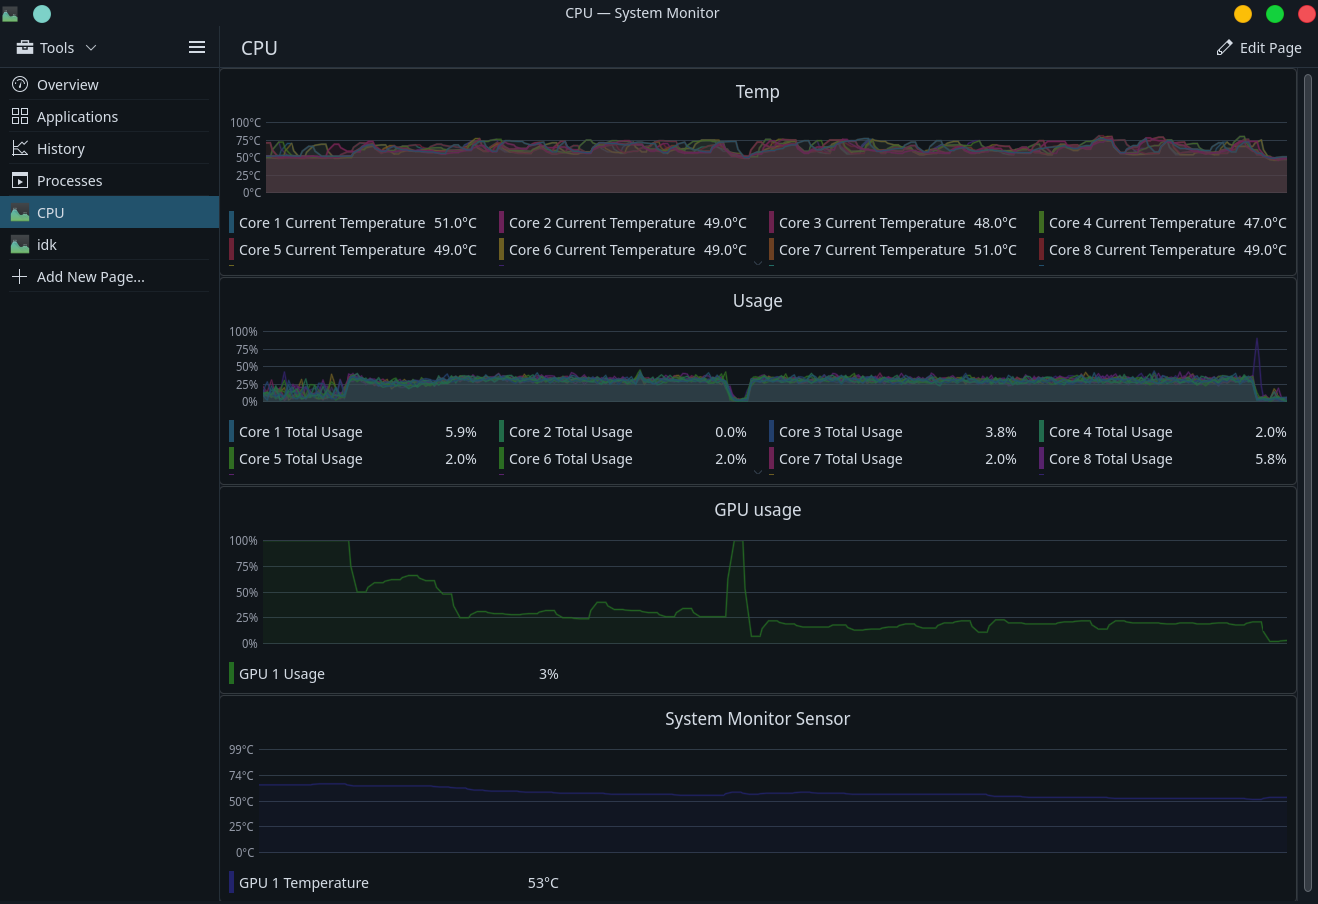 CPU — System Monitor
Tools
CPU
Edit Page
Overview
Applications
History
Processes
CPU
idk
Add New Page...
Temp
100°C
75°C
50°C
25°C
0°C
Core 1 Current Temperature 51.0°C Core 2 Current Temperature 49.0°C Core 3 Current Temperature 48.0°C Core 4 Current Temperature 47.0°C
Core 5 Current Temperature 49.0°C Core 6 Current Temperature 49.0°C Core 7 Current Temperature 51.0°C Core 8 Current Temperature 49.0°C
Usage
100%
75%
50%
25%
0%
Core 1 Total Usage 5.9% Core 2 Total Usage 0.0% Core 3 Total Usage 3.8% Core 4 Total Usage 2.0%
Core 5 Total Usage 2.0% Core 6 Total Usage 2.0% Core 7 Total Usage 2.0% Core 8 Total Usage 5.8%
GPU usage
100%
75%
50%
25%
0%
GPU 1 Usage 3%
System Monitor Sensor
99°C
74°C
50°C
25°C
0°C
GPU 1 Temperature 53°C